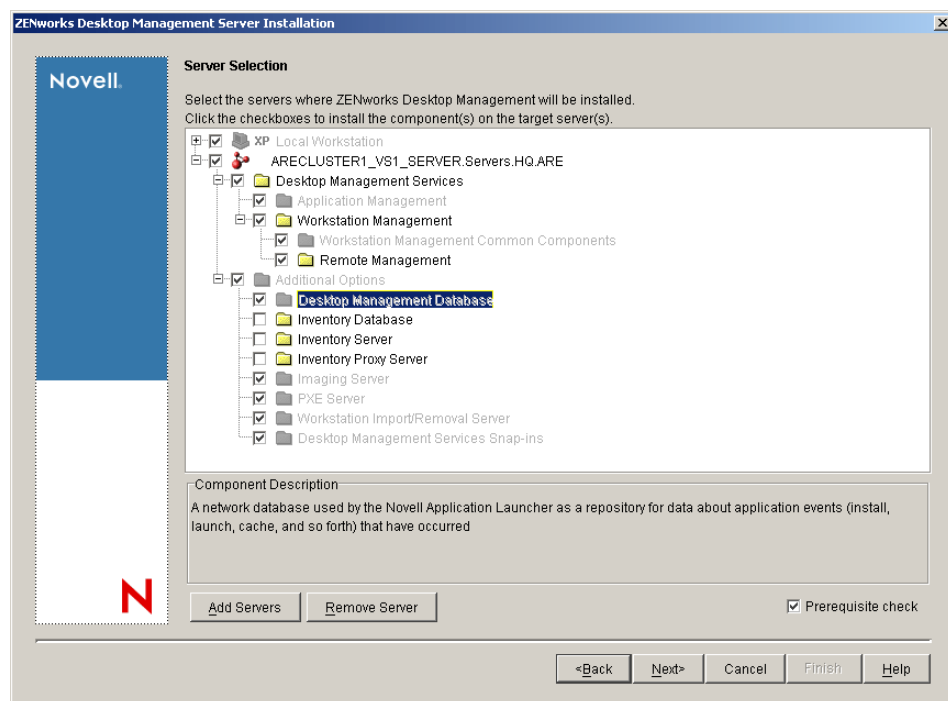 ZENworks Desktop Management Server Installation
Novell.
Server Selection
Select the servers where ZENworks Desktop Management will be installed.
Click the checkboxes to install the component(s) on the target server(s).
XP Local Workstation
ARECLUSTER1_VS1_SERVER.Servers.HQ.ARE
Desktop Management Services
Application Management
Workstation Management
Workstation Management Common Components
Remote Management
Additional Options
Desktop Management Database
Inventory Database
Inventory Server
Inventory Proxy Server
Imaging Server
PXE Server
Workstation Import/Removal Server
Desktop Management Services Snap-ins
Component Description
A network database used by the Novell Application Launcher as a repository for data about application events (install,
launch, cache, and so forth) that have occurred
N
Add Servers Remove Server Prerequisite check
<Back Next> Cancel Finish Help